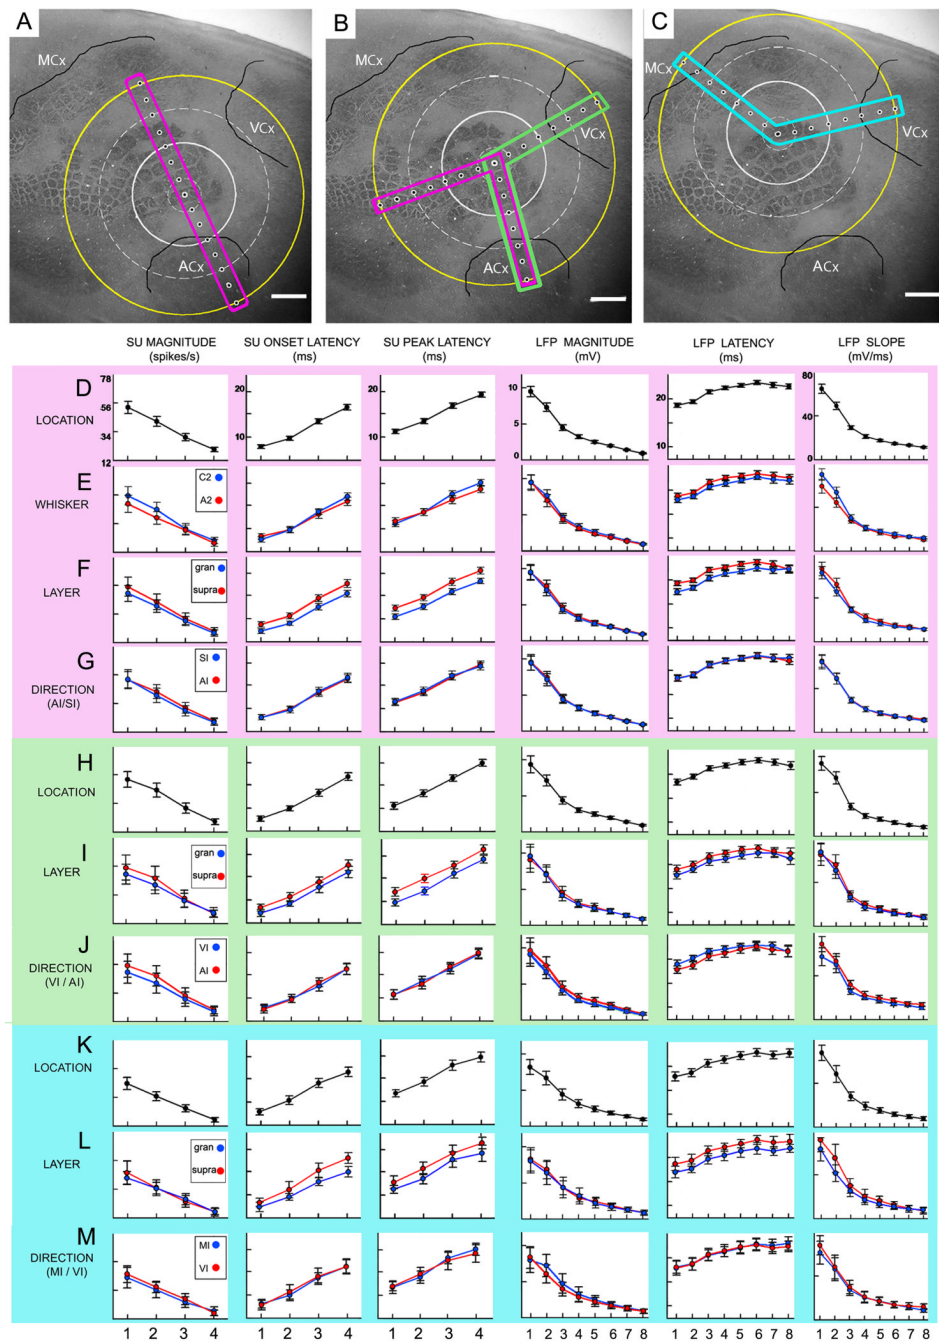 A
MCx
VCx
ACx
B
MCx
VCx
ACx
C
MCx
VCx
ACx
SU MAGNITUDE SU ONSET LATENCY SU PEAK LATENCY LFP MAGNITUDE LFP LATENCY LFP SLOPE
(spikes/s) (ms) (ms) (mV) (ms) (mV/ms)
D
LOCATION
78
56
34
12
20
10
20
10
10
5
0
20
10
80
40
0
E
WHISKER
C2
A2
F
LAYER
gran
supra
G
DIRECTION
(AI/SI)
SI
AI
H
LOCATION
I
LAYER
gran
supra
J
DIRECTION
(VI / AI)
VI
AI
K
LOCATION
L
LAYER
gran
supra
M
DIRECTION
(MI / VI)
MI
VI
1 2 3 4 1 2 3 4 1 2 3 4 1 2 3 4 5 6 7 8 1 2 3 4 5 6 7 8 1 2 3 4 5 6 7 8